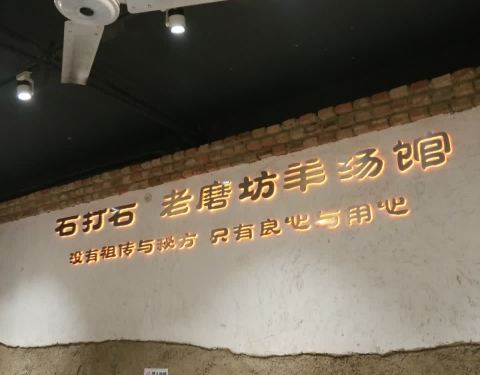 石打石 老磨坊羊汤馆
没有祖传与秘方 只有良心与用心